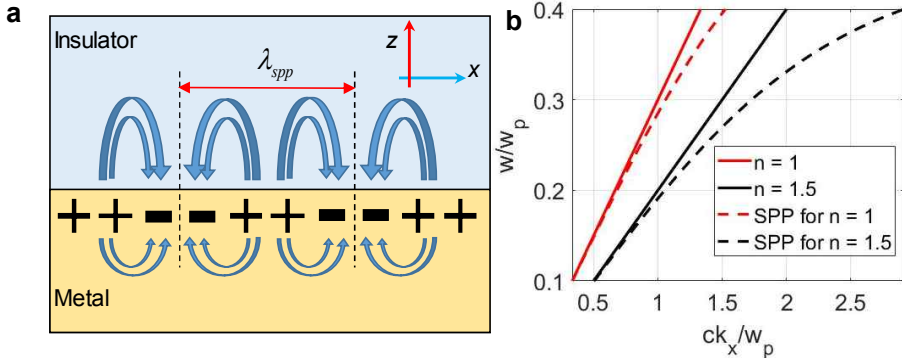 a
Insulator
λspp
z
x
+ + - - + + - - + +
Metal
b
w/wp
0.4
0.3
0.2
0.1
n = 1
n = 1.5
SPP for n = 1
SPP for n = 1.5
0.5 1 1.5 2 2.5
ckx/wp